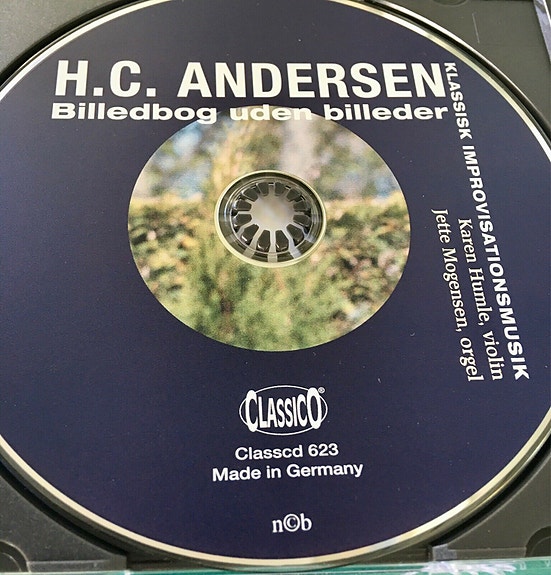 H.C. ANDERSEN
Billedbog uden billeder
KLASSISK IMPROVISATIONSMUSIK
Karen Humle, violin
Jette Mogensen, orgel
CLASSICO®
Classcd 623
Made in Germany
n©b